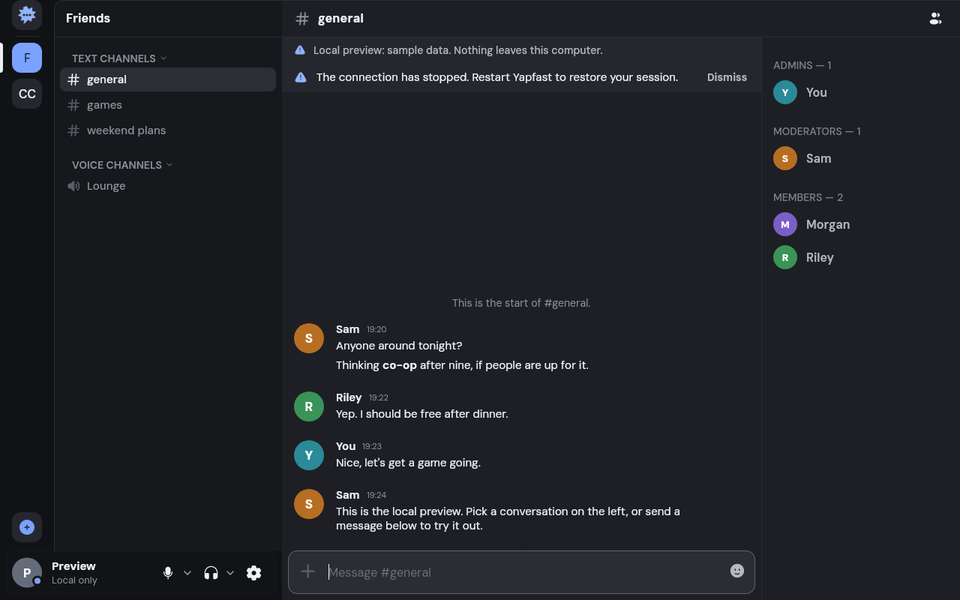 Friends
# general
F
CC
TEXT CHANNELS
# general
# games
# weekend plans
VOICE CHANNELS
Lounge
Local preview: sample data. Nothing leaves this computer.
The connection has stopped. Restart Yapfast to restore your session. Dismiss
This is the start of #general.
S
Sam 19:20
Anyone around tonight?
Thinking co-op after nine, if people are up for it.
R
Riley 19:22
Yep. I should be free after dinner.
Y
You 19:23
Nice, let's get a game going.
S
Sam 19:24
This is the local preview. Pick a conversation on the left, or send a
message below to try it out.
Message #general
ADMINS — 1
Y You
MODERATORS — 1
S Sam
MEMBERS — 2
M Morgan
R Riley
P
Preview
Local only